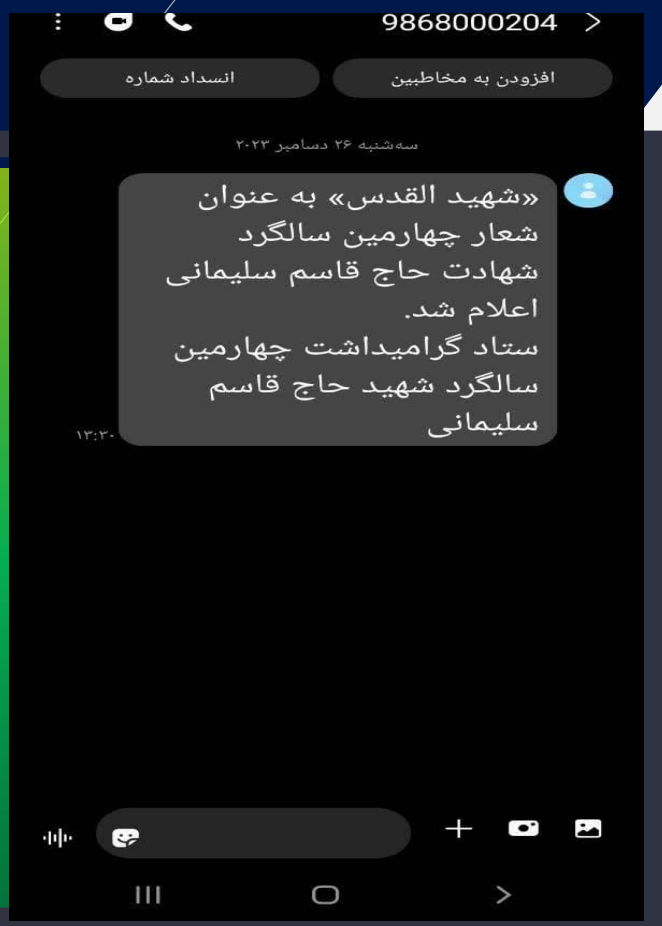 9868000204
افزودن به مخاطبین
انسداد شماره
سه‌شنبه ۲۶ دسامبر ۲۰۲۳
«شهید القدس» به عنوان
شعار چهارمین سالگرد
شهادت حاج قاسم سلیمانی
اعلام شد.
ستاد گرامیداشت چهارمین
سالگرد شهید حاج قاسم
سلیمانی
۱۳:۳۰